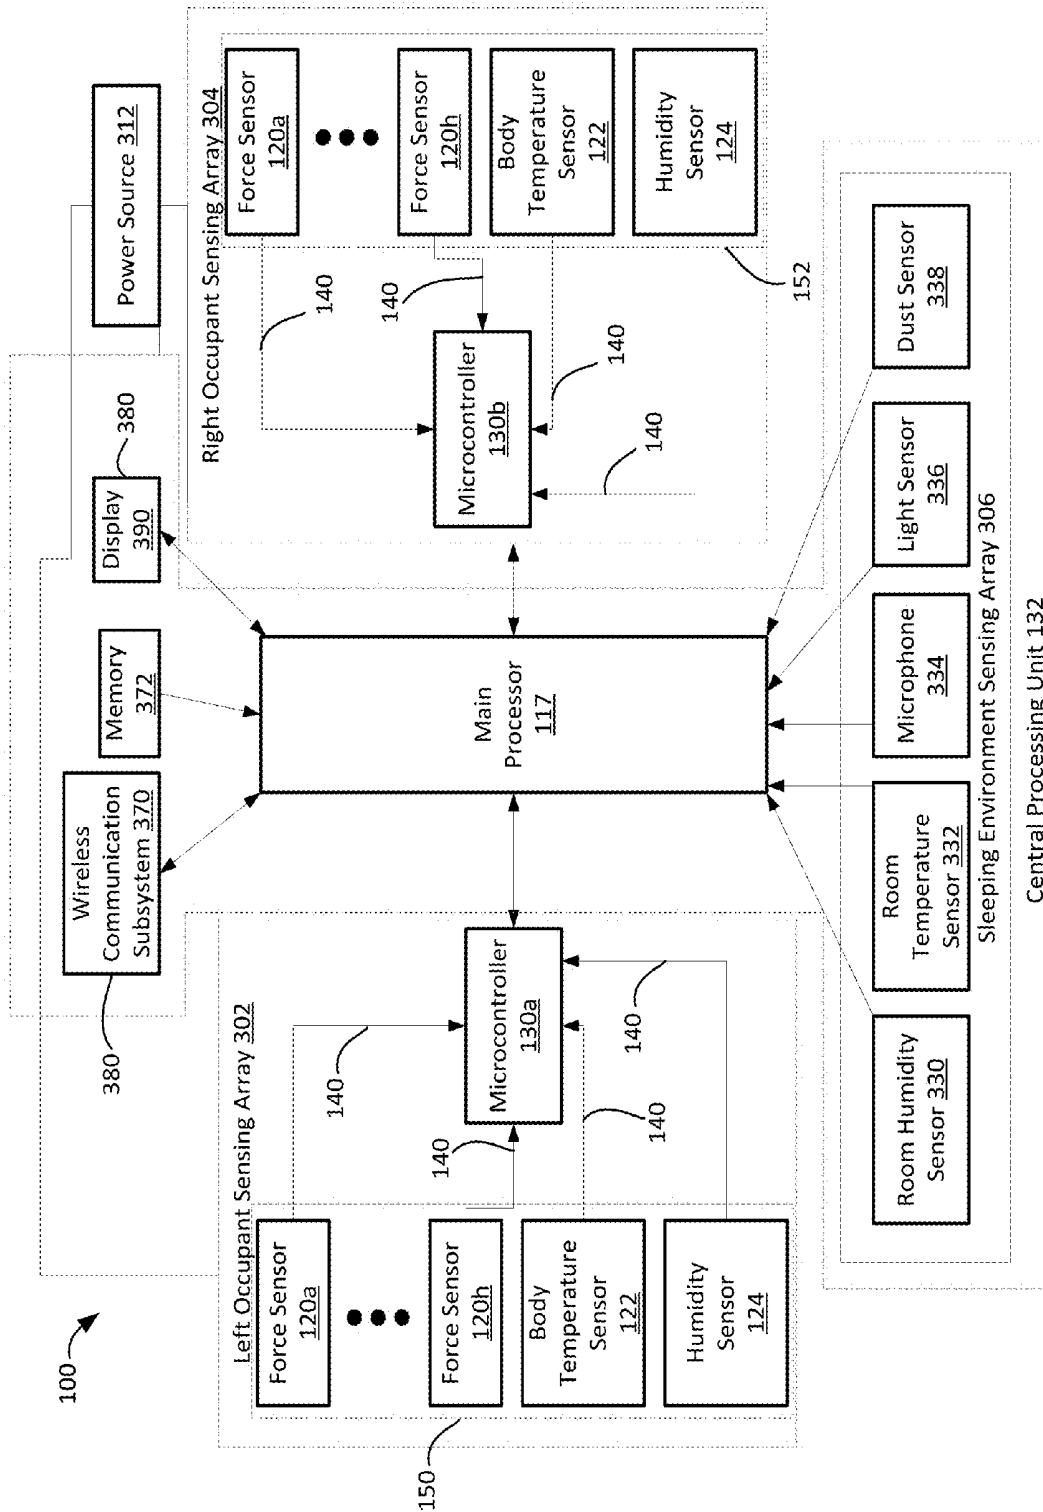 100
380
Wireless
Communication
Subsystem 370
Memory
372
Display
390
380
Power Source 312
Left Occupant Sensing Array 302
Force Sensor
120a
Force Sensor
120h
Body
Temperature
Sensor
122
Humidity
Sensor
124
150
140
140
140
140
Microcontroller
130a
Main
Processor
117
Right Occupant Sensing Array 304
Microcontroller
130b
140
140
140
140
Force Sensor
120a
Force Sensor
120h
Body
Temperature
Sensor
122
Humidity
Sensor
124
152
Room Humidity
Sensor 330
Room
Temperature
Sensor 332
Microphone
334
Light Sensor
336
Dust Sensor
338
Sleeping Environment Sensing Array 306
Central Processing Unit 132